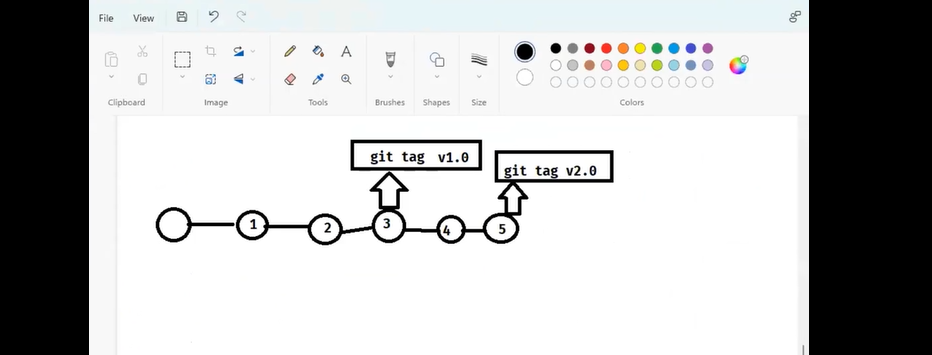 File View
Clipboard Image Tools Brushes Shapes Size Colors
git tag v1.0
git tag v2.0
1 2 3 4 5